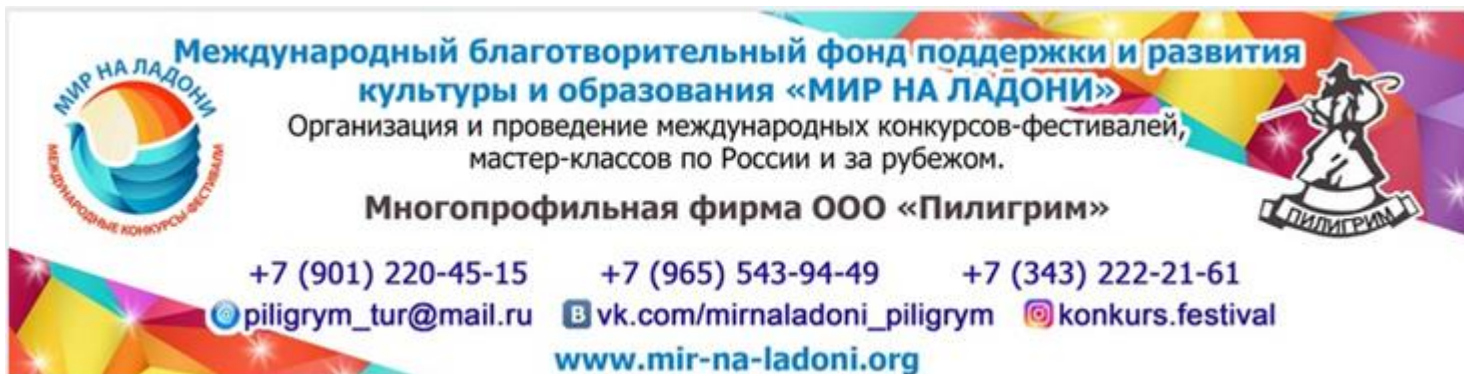 Международный благотворительный фонд поддержки и развития
культуры и образования «МИР НА ЛАДОНИ»
Организация и проведение международных конкурсов-фестивалей,
мастер-классов по России и за рубежом.
Многопрофильная фирма ООО «Пилигрим»
МИР НА ЛАДОНИ
МЕЖДУНАРОДНЫЕ КОНКУРСЫ-ФЕСТИВАЛИ
ПИЛИГРИМ
+7 (901) 220-45-15 +7 (965) 543-94-49 +7 (343) 222-21-61
piligrym_tur@mail.ru vk.com/mirnaladoni_piligrym konkurs.festival
www.mir-na-ladoni.org